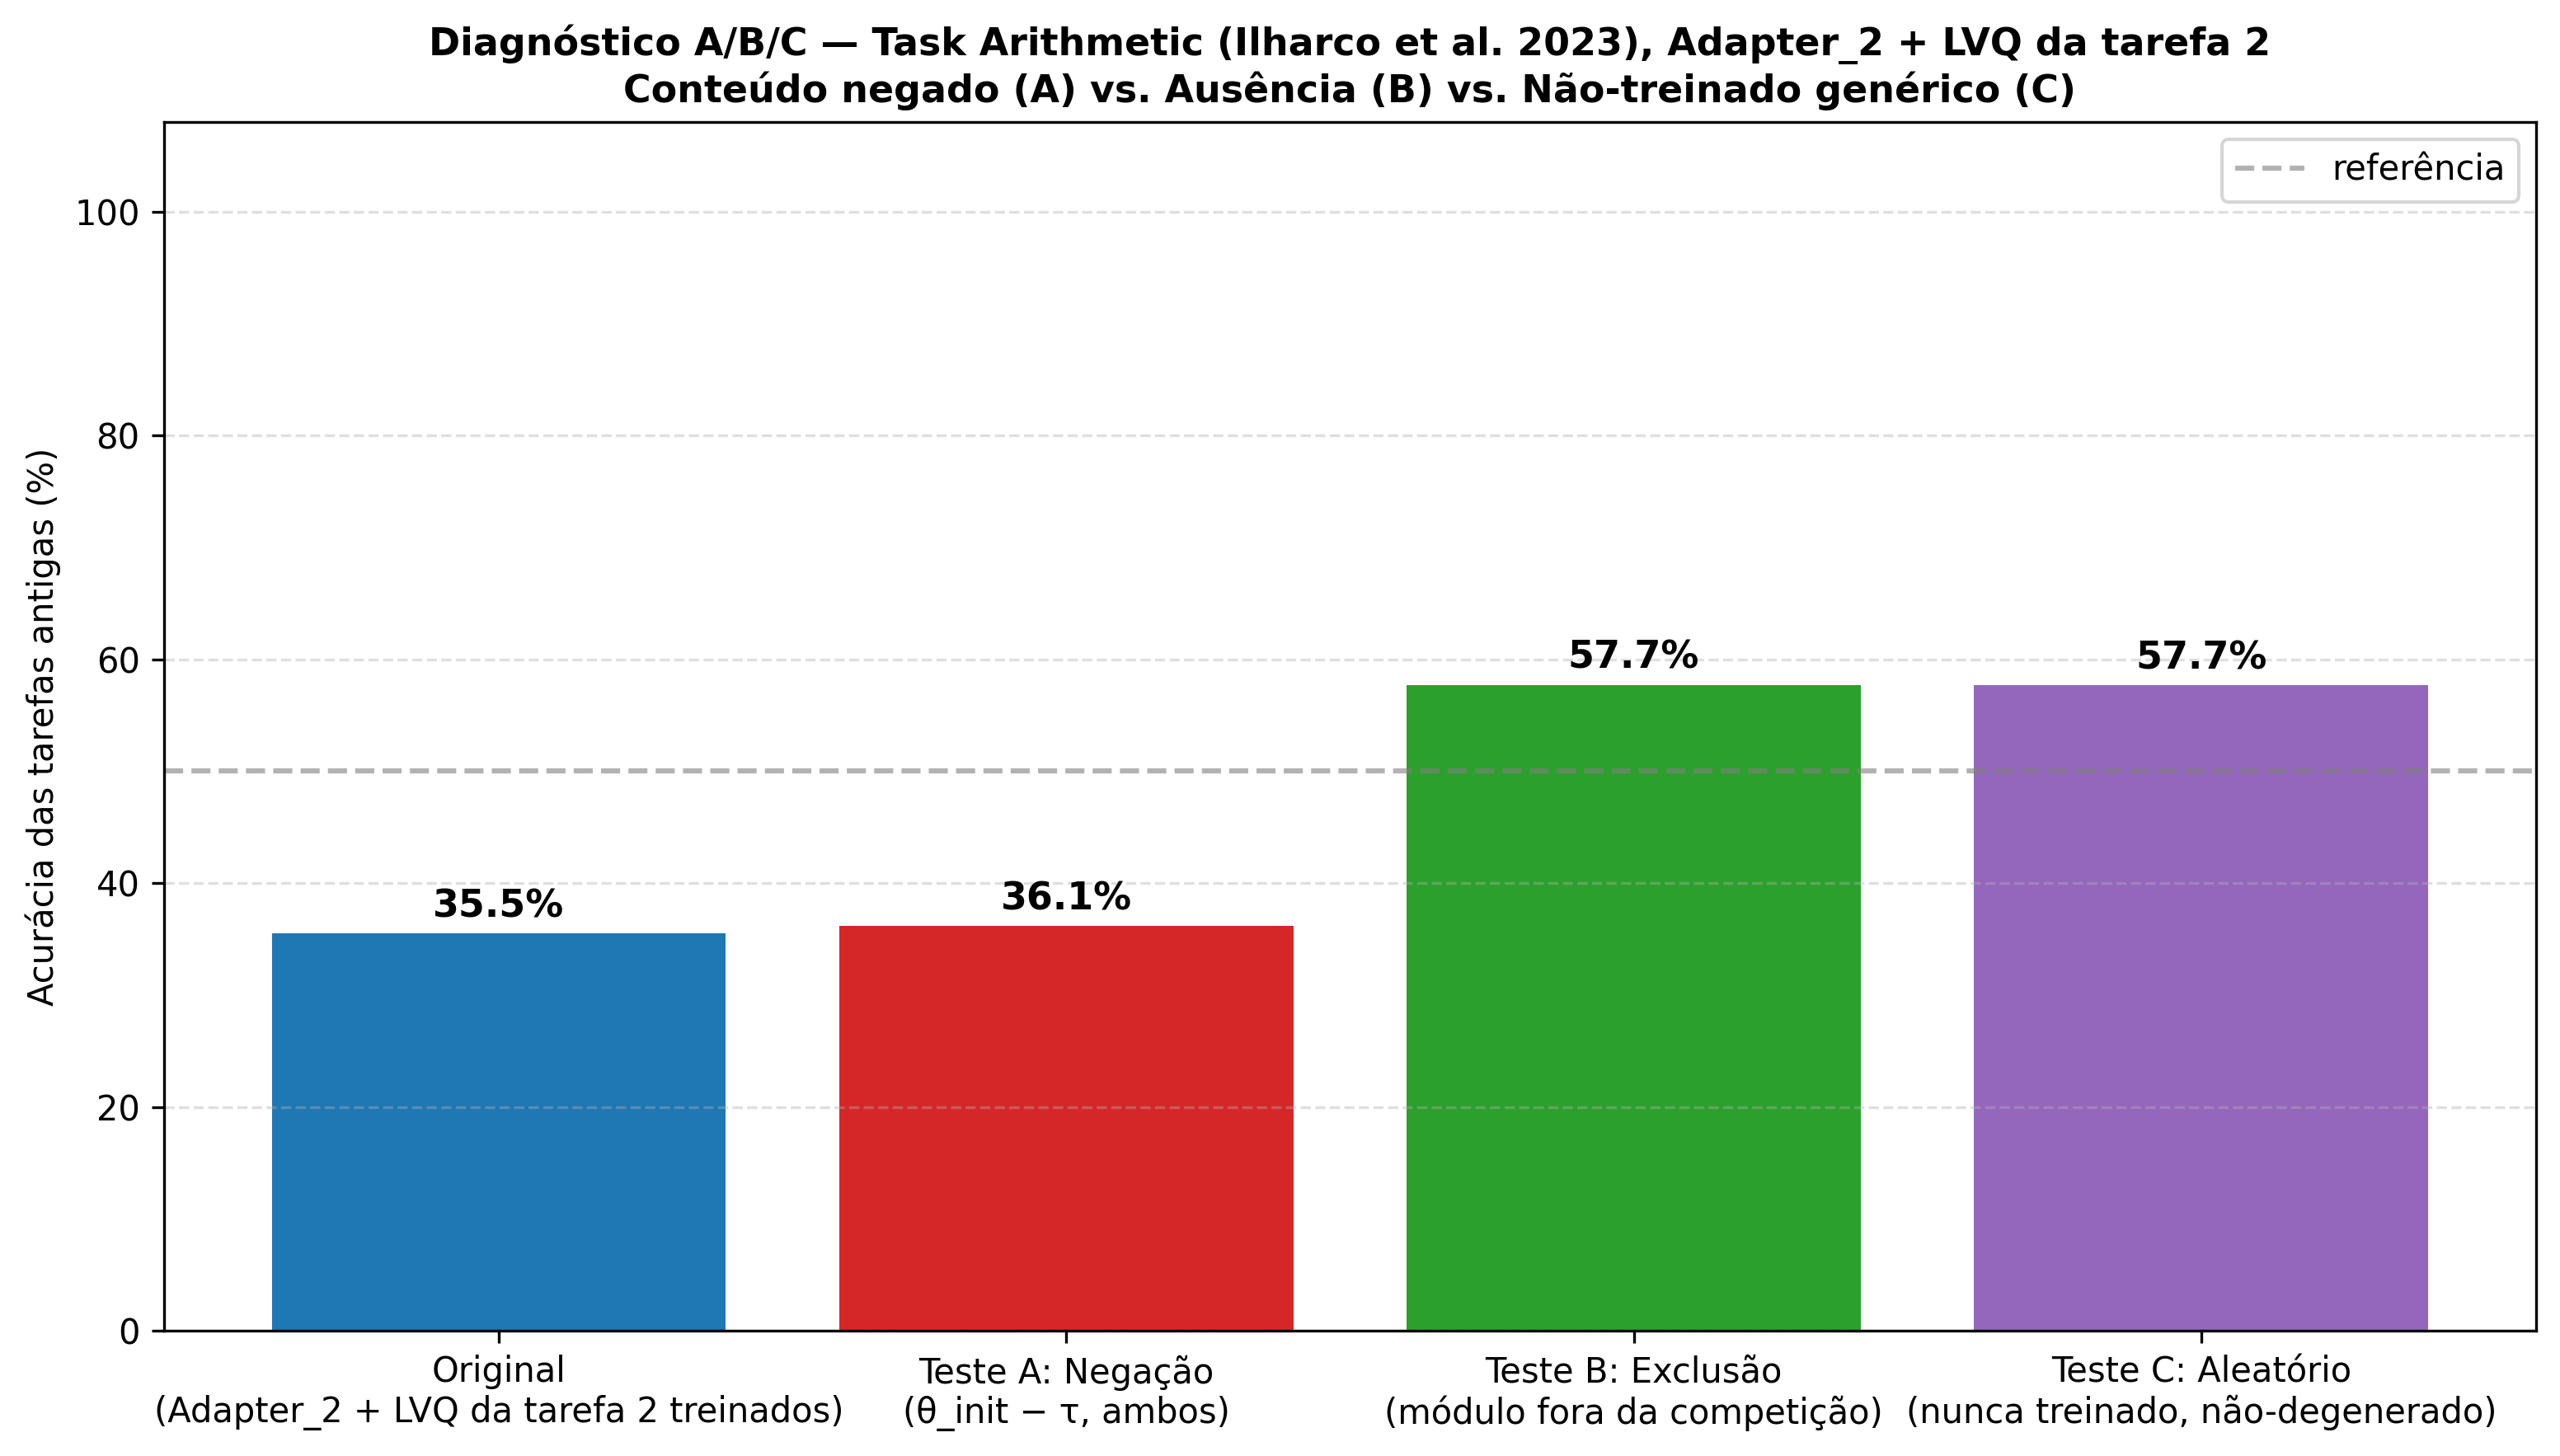 Diagnóstico A/B/C — Task Arithmetic (Ilharco et al. 2023), Adapter_2 + LVQ da tarefa 2
Conteúdo negado (A) vs. Ausência (B) vs. Não-treinado genérico (C)
referência
Acurácia das tarefas antigas (%)
100
80
60
40
20
0
35.5%
36.1%
57.7%
57.7%
Original
(Adapter_2 + LVQ da tarefa 2 treinados)
Teste A: Negação
(θ_init − τ, ambos)
Teste B: Exclusão
(módulo fora da competição)
Teste C: Aleatório
(nunca treinado, não-degenerado)